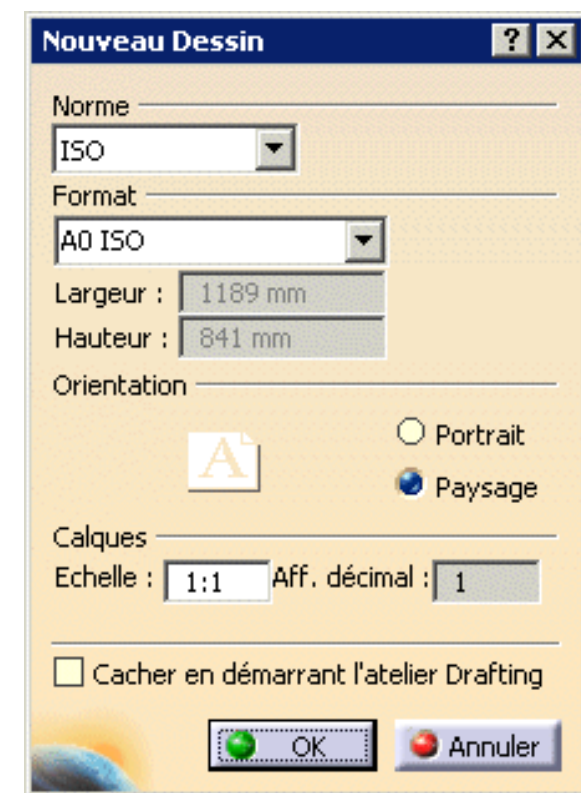 Nouveau Dessin
Norme
ISO
Format
A0 ISO
Largeur : 1189 mm
Hauteur : 841 mm
Orientation
A
Portrait
Paysage
Calques
Echelle : 1:1 Aff. décimal : 1
Cacher en démarrant l'atelier Drafting
OK Annuler